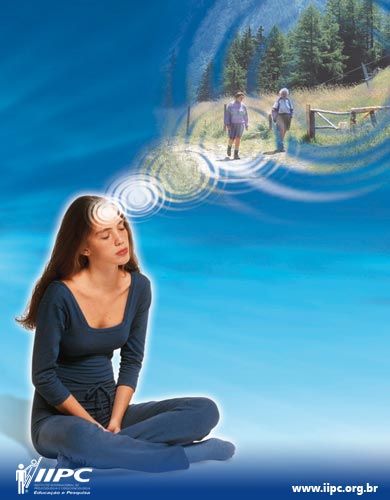 IIPC
INSTITUTO INTERNACIONAL DE
PROJECIOLOGIA E CONSCIENCIOLOGIA
Educação e Pesquisa
www.iipc.org.br